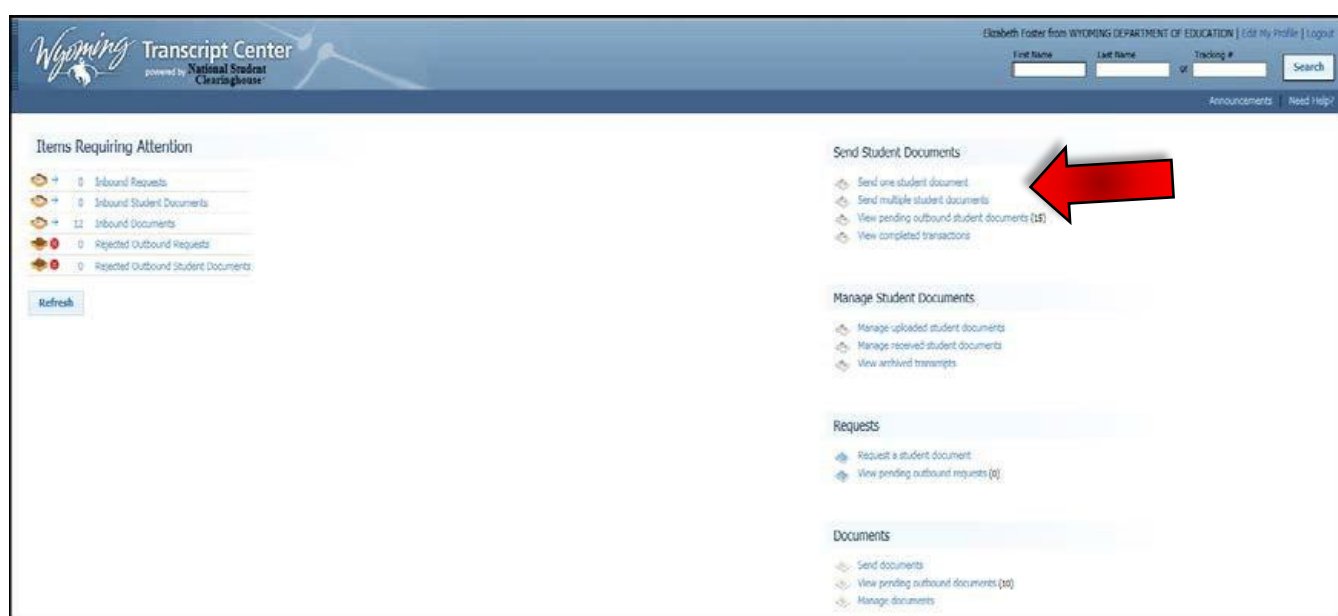 Elizabeth Foster from WYOMING DEPARTMENT OF EDUCATION | Edit My Profile | Logout
Wyoming Transcript Center
powered by National Student Clearinghouse
First Name Last Name Tracking #
or Search
Announcements Need Help?
Items Requiring Attention
0 Inbound Requests
0 Inbound Student Documents
12 Inbound Documents
0 Rejected Outbound Requests
0 Rejected Outbound Student Documents
Refresh
Send Student Documents
Send one student document
Send multiple student documents
View pending outbound student documents (15)
View completed transactions
Manage Student Documents
Manage uploaded student documents
Manage received student documents
View archived transcripts
Requests
Request a student document
View pending outbound requests (0)
Documents
Send documents
View pending outbound documents (10)
Manage documents